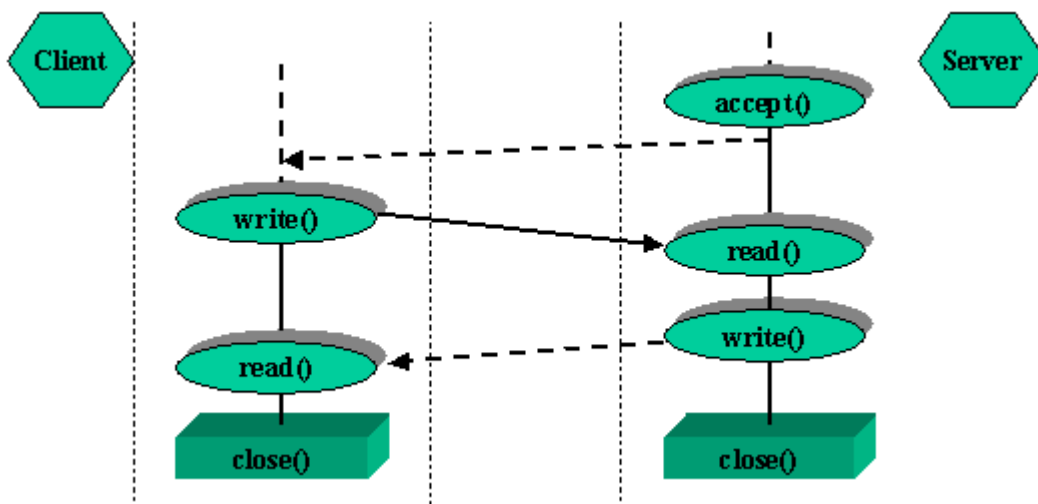 Client
Server
accept()
write()
read()
write()
read()
close()
close()